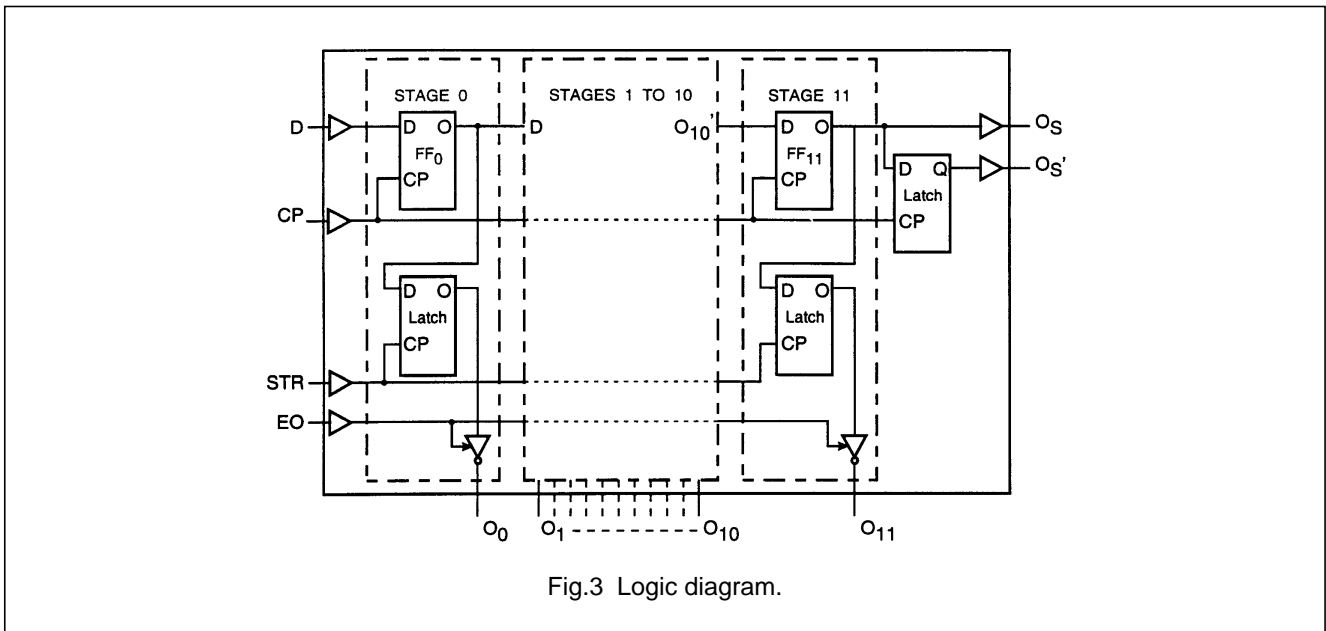 STAGE 0 STAGES 1 TO 10 STAGE 11
D D O D O10' D O OS
FF0 FF11 D Q OS'
CP CP Latch
CP CP
D O D O
Latch Latch
CP CP
STR
EO
O0 O1 O10 O11
Fig.3 Logic diagram.